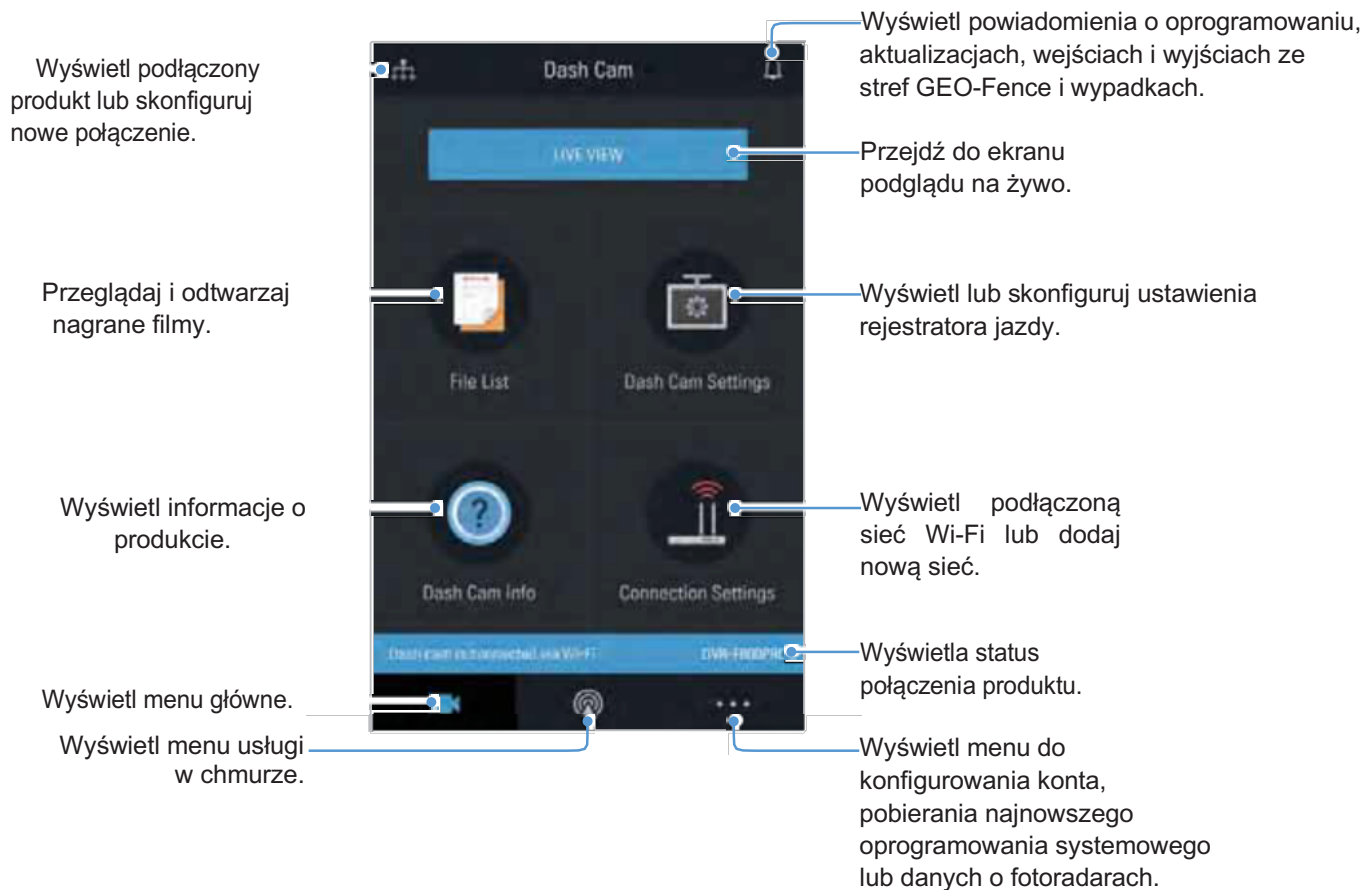 Wyświetl powiadomienia o oprogramowaniu,
aktualizacjach, wejściach i wyjściach ze
stref GEO-Fence i wypadkach.
Wyświetl podłączony
produkt lub skonfiguruj
nowe połączenie.
Dash Cam
LIVE VIEW
Przejdź do ekranu
podglądu na żywo.
Przeglądaj i odtwarzaj
nagrane filmy.
Wyświetl lub skonfiguruj ustawienia
rejestratora jazdy.
File List
Dash Cam Settings
Wyświetl informacje o
produkcie.
Wyświetl podłączoną
sieć Wi-Fi lub dodaj
nową sieć.
Dash Cam Info
Connection Settings
Dash cam is connected via Wi-Fi
Wyświetla status
połączenia produktu.
Wyświetl menu główne.
Wyświetl menu usługi
w chmurze.
Wyświetl menu do
konfigurowania konta,
pobierania najnowszego
oprogramowania systemowego
lub danych o fotoradarach.